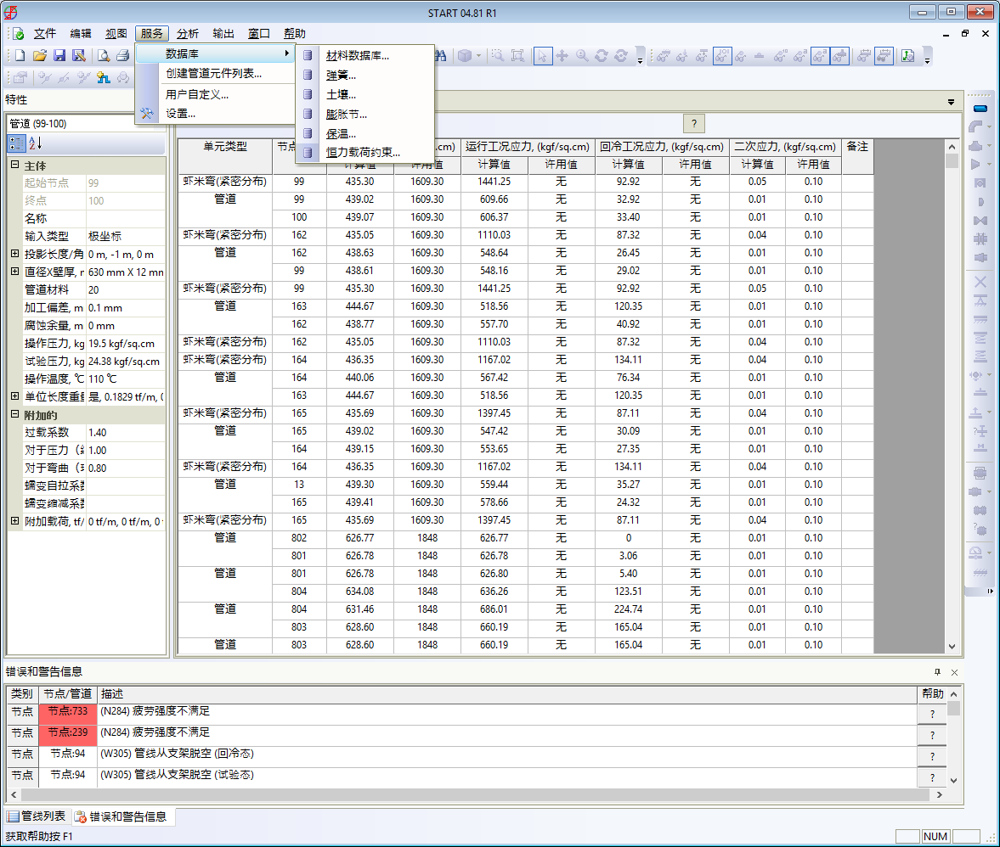 START 04.81 R1
文件 编辑 视图 服务 分析 输出 窗口 帮助
数据库
创建管道元件列表...
用户自定义...
设置...
材料数据库...
弹簧...
土壤...
膨胀节...
保温...
恒力载荷约束...
特性
管道 (99-100)
主体
起始节点 99
终点 100
名称
输入类型 极坐标
投影长度/角 0 m, -1 m, 0 m
直径X壁厚, 630 mm X 12 mm
管道材料 20
加工偏差, m 0.1 mm
腐蚀余量, m 0 mm
操作压力, kg 19.5 kgf/sq.cm
试验压力, kg 24.38 kgf/sq.cm
操作温度, ℃ 110 ℃
单位长度重量 是, 0.1829 tf/m, (
附加的
过载系数 1.40
对于压力 1.00
对于弯曲 0.80
蠕变自拉系数
蠕变缩减系数
附加载荷, tf/ 0 tf/m, 0 tf/m, 0
?
单元类型 节点 .cm) 运行工况应力, (kgf/sq.cm) 回冷工况应力, (kgf/sq.cm) 二次应力, (kgf/sq.cm) 备注
计算值 许用值 计算值 许用值 计算值 许用值 计算值 许用值
虾米弯(紧密分布) 99 435.30 1609.30 1441.25 无 92.92 无 0.05 0.10
管道 99 439.02 1609.30 609.66 无 32.92 无 0.01 0.10
100 439.07 1609.30 606.37 无 33.40 无 0.01 0.10
虾米弯(紧密分布) 162 435.05 1609.30 1110.03 无 87.32 无 0.04 0.10
管道 162 438.63 1609.30 548.64 无 26.45 无 0.01 0.10
99 438.61 1609.30 548.16 无 29.02 无 0.01 0.10
虾米弯(紧密分布) 99 435.30 1609.30 1441.25 无 92.92 无 0.05 0.10
管道 163 444.67 1609.30 518.56 无 120.35 无 0.01 0.10
162 438.77 1609.30 557.70 无 40.92 无 0.01 0.10
虾米弯(紧密分布) 162 435.05 1609.30 1110.03 无 87.32 无 0.04 0.10
虾米弯(紧密分布) 164 436.35 1609.30 1167.02 无 134.11 无 0.04 0.10
管道 164 440.06 1609.30 567.42 无 76.34 无 0.01 0.10
163 444.67 1609.30 518.56 无 120.35 无 0.01 0.10
虾米弯(紧密分布) 165 435.69 1609.30 1397.45 无 87.11 无 0.04 0.10
管道 165 439.02 1609.30 547.42 无 30.09 无 0.01 0.10
164 439.15 1609.30 553.65 无 27.35 无 0.01 0.10
虾米弯(紧密分布) 164 436.35 1609.30 1167.02 无 134.11 无 0.04 0.10
管道 13 439.30 1609.30 559.44 无 35.27 无 0.01 0.10
165 439.41 1609.30 578.66 无 24.32 无 0.01 0.10
虾米弯(紧密分布) 165 435.69 1609.30 1397.45 无 87.11 无 0.04 0.10
管道 802 626.77 1848 626.77 无 0 无 0.01 0.10
801 626.78 1848 626.78 无 3.06 无 0.01 0.10
管道 801 626.78 1848 626.80 无 5.40 无 0.01 0.10
804 634.08 1848 636.26 无 123.51 无 0.01 0.10
管道 804 631.46 1848 686.01 无 224.74 无 0.01 0.10
803 628.60 1848 660.19 无 165.04 无 0.01 0.10
管道 803 628.60 1848 660.19 无 165.04 无 0.01 0.10
错误和警告信息
类别 节点/管道 描述 帮助
节点 节点:733 (N284) 疲劳强度不满足 ?
节点 节点:239 (N284) 疲劳强度不满足 ?
节点 节点:94 (W305) 管线从支架脱空 (回冷态) ?
节点 节点:94 (W305) 管线从支架脱空 (试验态) ?
管线列表 错误和警告信息
获取帮助按 F1 NUM